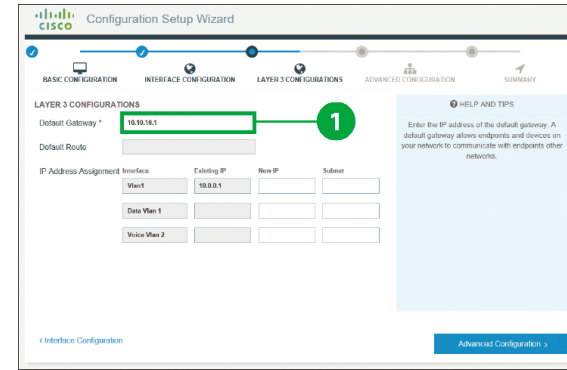 CISCO Configuration Setup Wizard
BASIC CONFIGURATION INTERFACE CONFIGURATION LAYER 3 CONFIGURATIONS ADVANCED CONFIGURATION SUMMARY
LAYER 3 CONFIGURATIONS
Default Gateway * 10.10.10.1
1
Default Route
IP Address Assignment Interface Existing IP New IP Subnet
Vlan1 10.0.0.1
Data Vlan 1
Voice Vlan 2
HELP AND TIPS
Enter the IP address of the default gateway. A
default gateway allows endpoints and devices on
your network to communicate with endpoints other
networks.
‹ Interface Configuration
Advanced Configuration ›